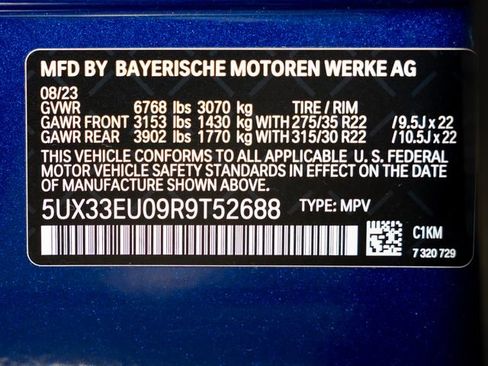 MFD BY BAYERISCHE MOTOREN WERKE AG
08/23
GVWR 6768 lbs 3070 kg TIRE / RIM
GAWR FRONT 3153 lbs 1430 kg WITH 275/35 R22 / 9.5J x 22
GAWR REAR 3902 lbs 1770 kg WITH 315/30 R22 / 10.5J x 22
THIS VEHICLE CONFORMS TO ALL APPLICABLE U. S. FEDERAL
MOTOR VEHICLE SAFETY STANDARDS IN EFFECT ON THE DATE
OF MANUFACTURE SHOWN ABOVE.
5UX33EU09R9T52688 TYPE: MPV
C1KM
7 320 729